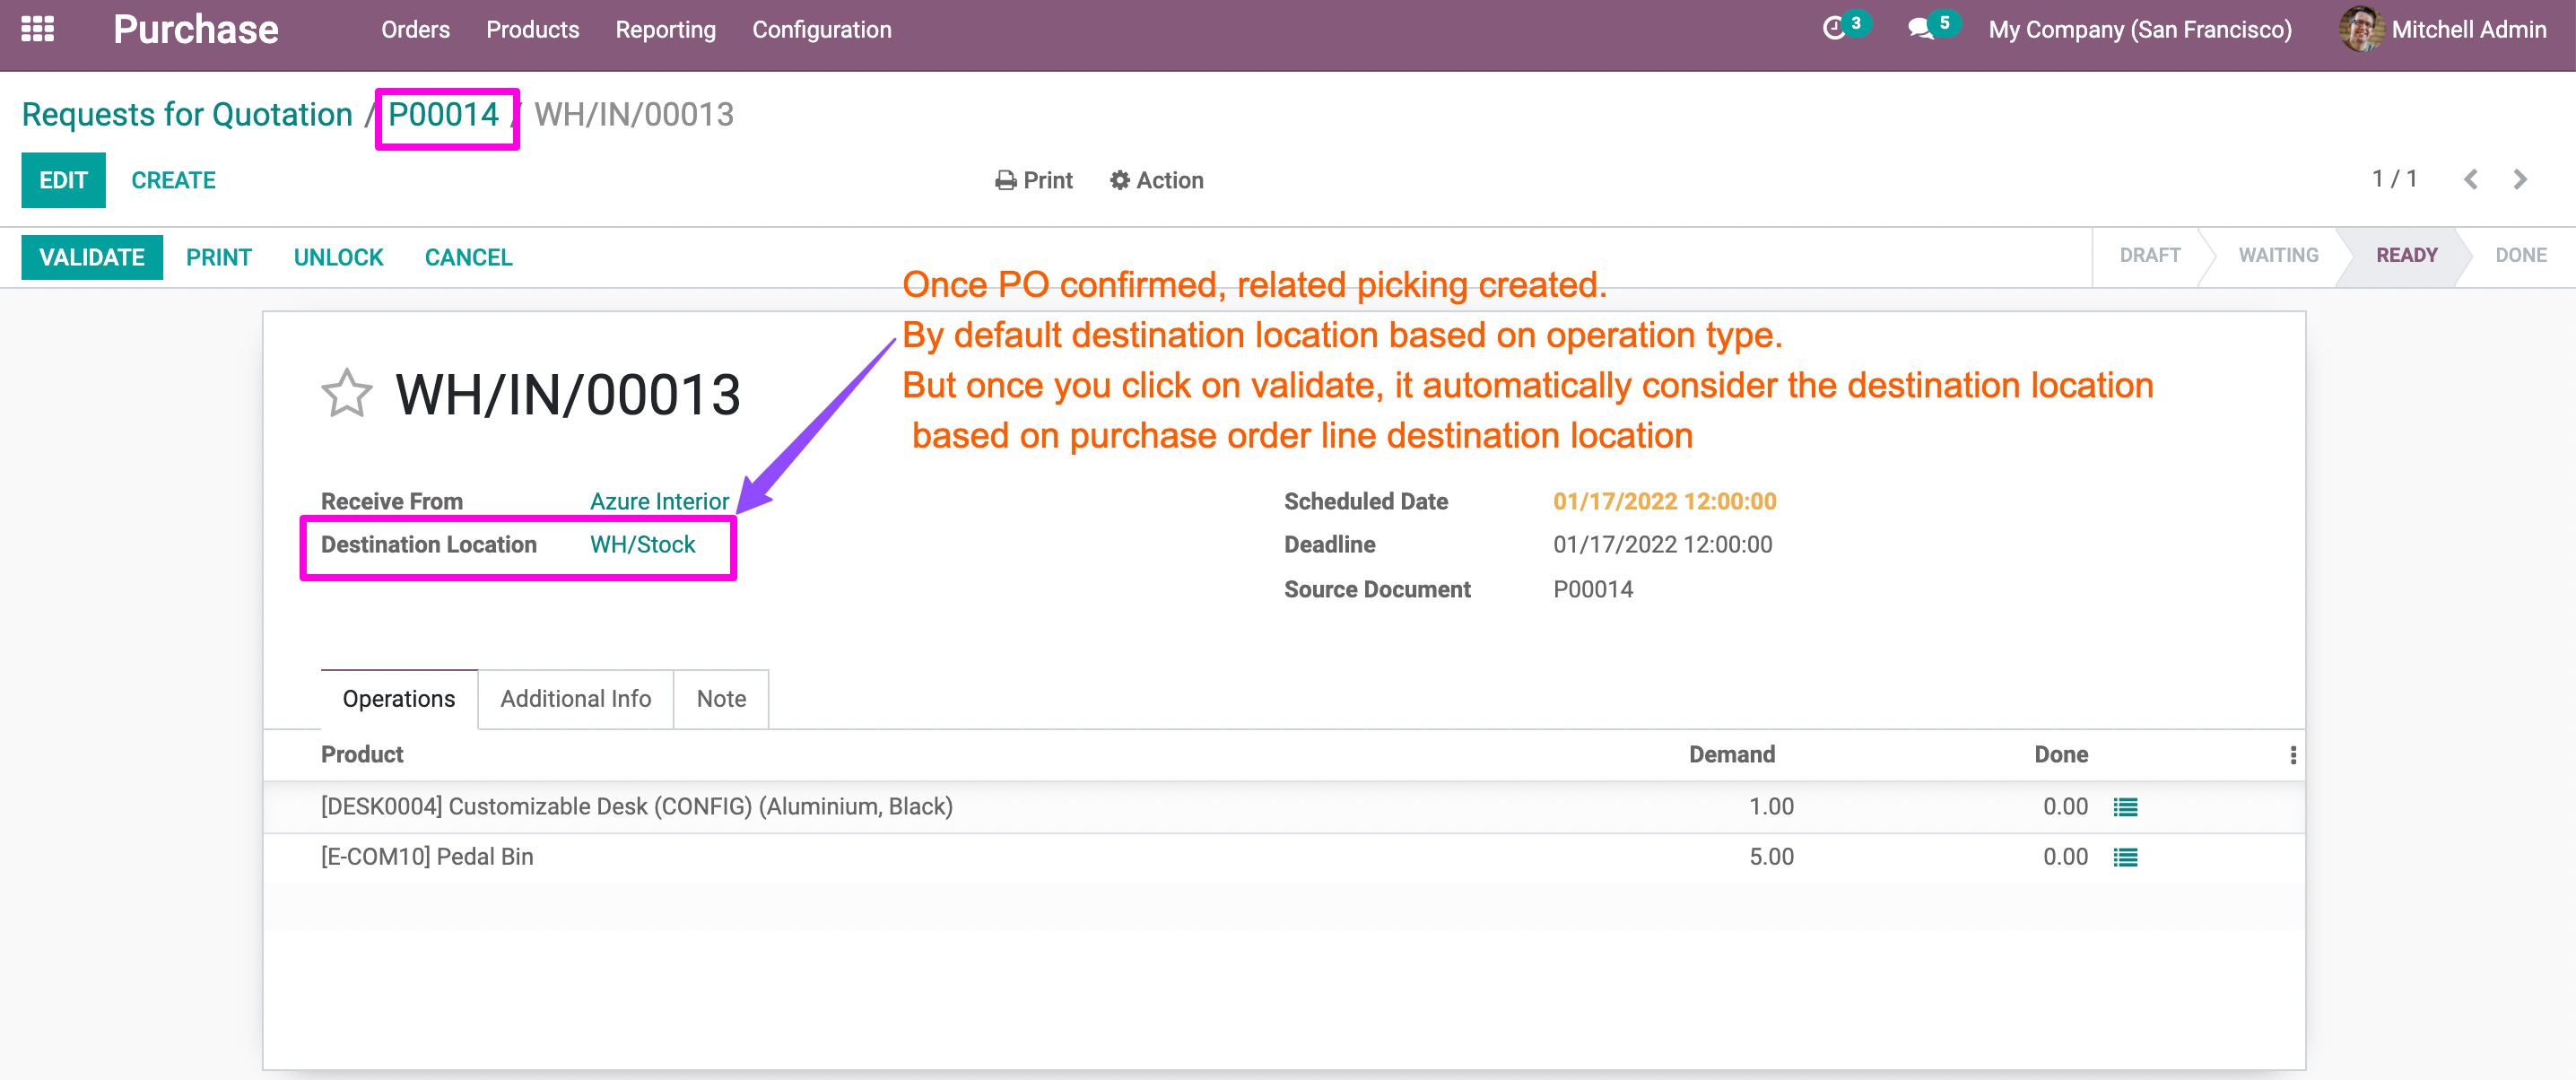 Purchase Orders Products Reporting Configuration 3 5 My Company (San Francisco) Mitchell Admin
Requests for Quotation / P00014 / WH/IN/00013
EDIT CREATE Print Action 1 / 1
VALIDATE PRINT UNLOCK CANCEL DRAFT WAITING READY DONE
Once PO confirmed, related picking created.
By default destination location based on operation type.
But once you click on validate, it automatically consider the destination location
based on purchase order line destination location
WH/IN/00013
Receive From Azure Interior Scheduled Date 01/17/2022 12:00:00
Destination Location WH/Stock Deadline 01/17/2022 12:00:00
Source Document P00014
Operations Additional Info Note
Product Demand Done
[DESK0004] Customizable Desk (CONFIG) (Aluminium, Black) 1.00 0.00
[E-COM10] Pedal Bin 5.00 0.00